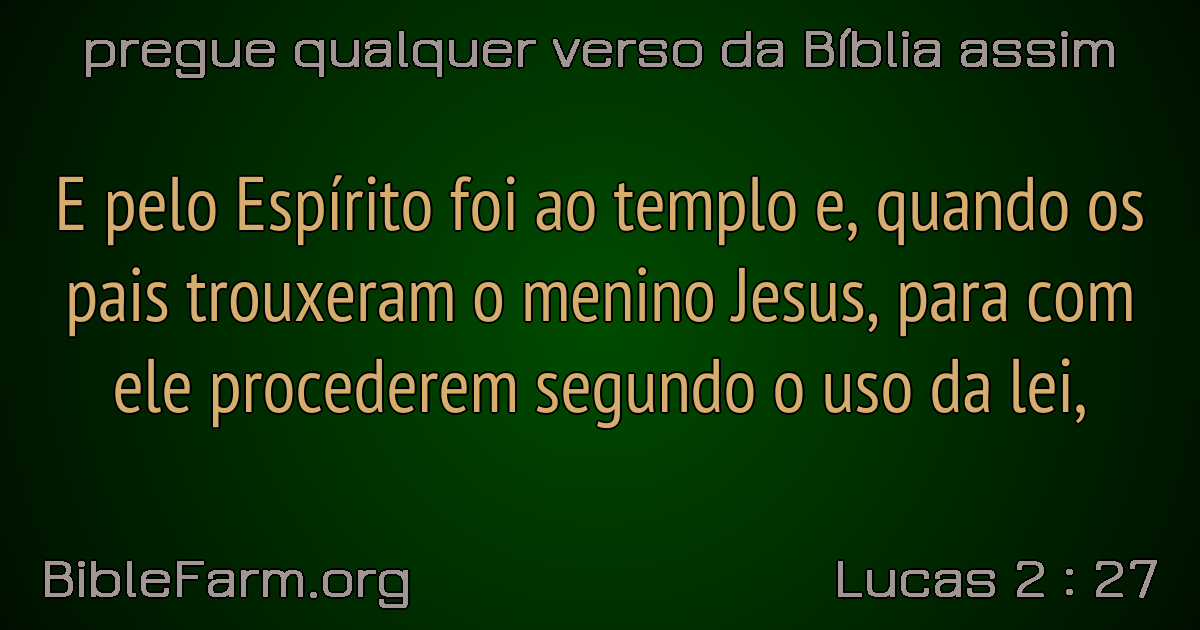 pregue qualquer verso da Bíblia assim
E pelo Espírito foi ao templo e, quando os
pais trouxeram o menino Jesus, para com
ele procederem segundo o uso da lei,
BibleFarm.org
Lucas 2 : 27